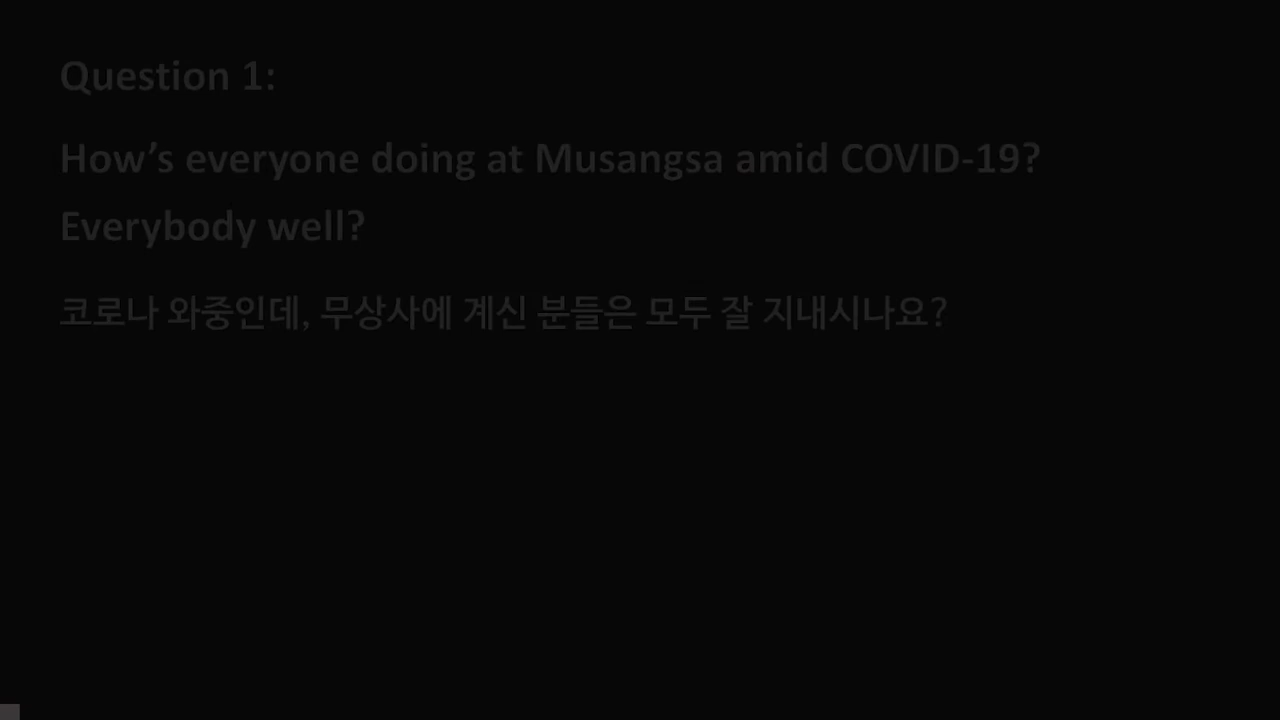 Question 1:
How’s everyone doing at Musangsa amid COVID-19?
Everybody well?
코로나 와중인데, 무상사에 계신 분들은 모두 잘 지내시나요?